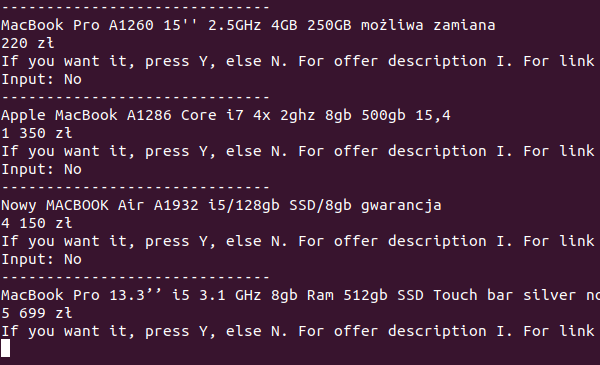 ------------------------------
MacBook Pro A1260 15'' 2.5GHz 4GB 250GB możliwa zamiana
220 zł
If you want it, press Y, else N. For offer description I. For link
Input: No
------------------------------
Apple MacBook A1286 Core i7 4x 2ghz 8gb 500gb 15,4
1 350 zł
If you want it, press Y, else N. For offer description I. For link
Input: No
------------------------------
Nowy MACBOOK Air A1932 i5/128gb SSD/8gb gwarancja
4 150 zł
If you want it, press Y, else N. For offer description I. For link
Input: No
------------------------------
MacBook Pro 13.3’’ i5 3.1 GHz 8gb Ram 512gb SSD Touch bar silver
5 699 zł
If you want it, press Y, else N. For offer description I. For link